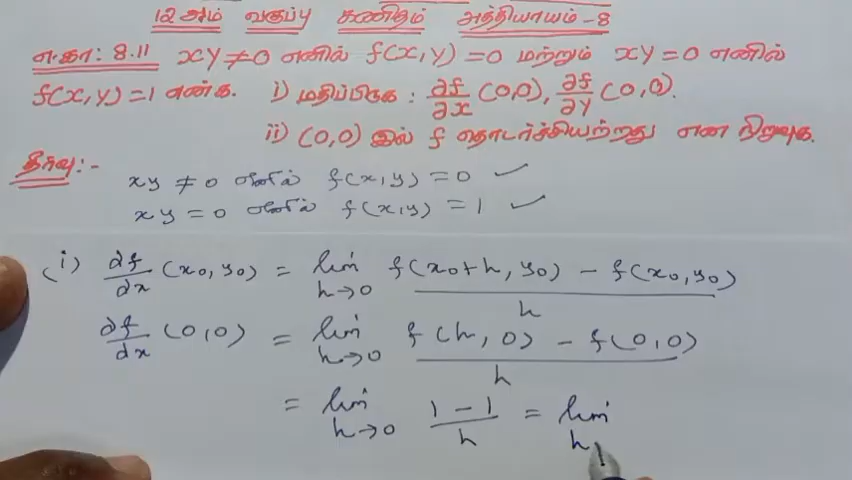 12ஆம் வகுப்பு கணிதம் அத்தியாயம்-8
எ.கா: 8.11 xy≠0 எனில் f(x,y)=0 மற்றும் xy=0 எனில்
f(x,y)=1 என்க. i) மதிப்பிடுக: ∂f/∂x (0,0), ∂f/∂y (0,0).
ii) (0,0) இல் f தொடர்ச்சியற்றது என நிறுவுக.
தீர்வு:-
xy ≠ 0 எனில் f(x,y) = 0 ✓
xy = 0 எனில் f(x,y) = 1 ✓
(i) ∂f/∂x (x₀,y₀) = lim h→0 f(x₀+h, y₀) - f(x₀,y₀) / h
∂f/∂x (0,0) = lim h→0 f(h,0) - f(0,0) / h
= lim h→0 1-1 / h = lim h